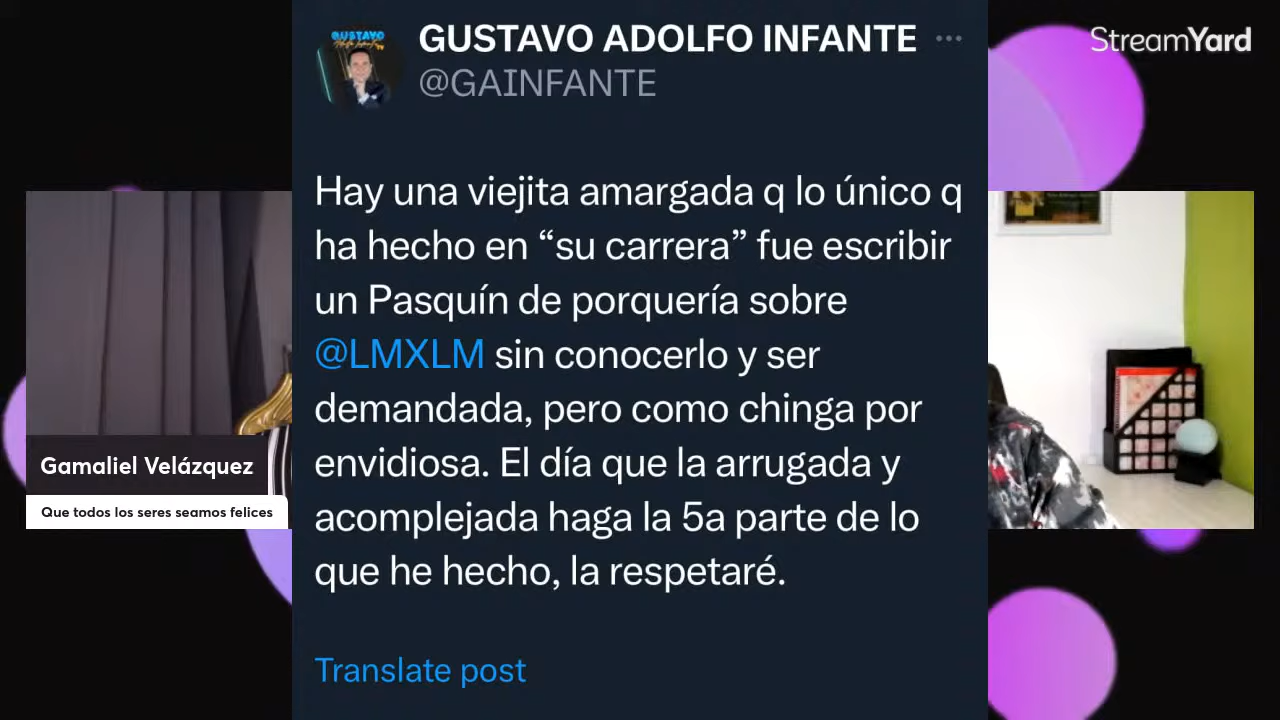 GUSTAVO ADOLFO INFANTE
@GAINFANTE
StreamYard
Hay una viejita amargada q lo único q
ha hecho en “su carrera” fue escribir
un Pasquín de porquería sobre
@LMXLM sin conocerlo y ser
demandada, pero como chinga por
envidiosa. El día que la arrugada y
acomplejada haga la 5a parte de lo
que he hecho, la respetaré.
Translate post
Gamaliel Velázquez
Que todos los seres seamos felices